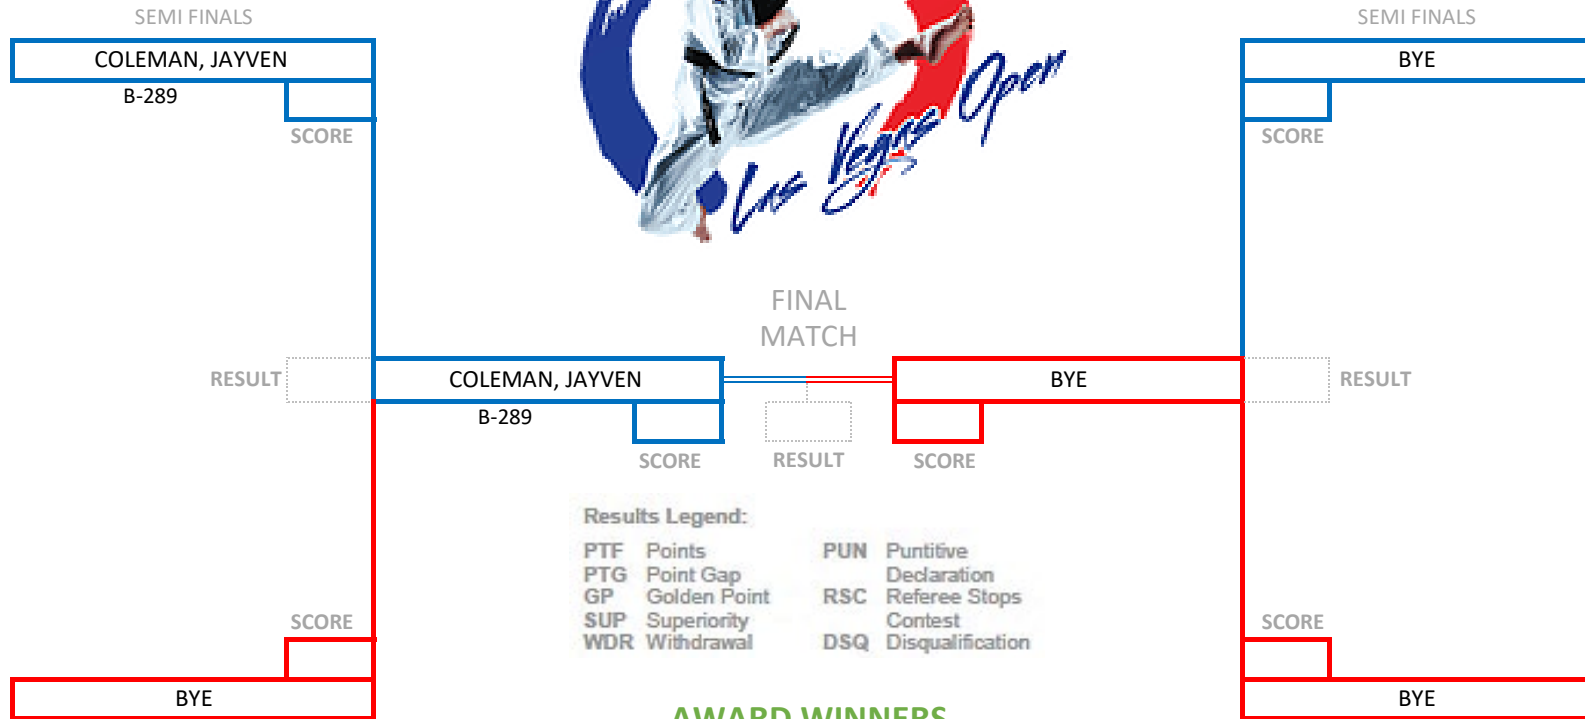 SEMI FINALS
SEMI FINALS
COLEMAN, JAYVEN
BYE
B-289
SCORE
SCORE
Las Vegas Open
FINAL
MATCH
RESULT
COLEMAN, JAYVEN
BYE
RESULT
B-289
SCORE
RESULT
SCORE
Results Legend:
PTF Points
PTG Point Gap
GP Golden Point
SUP Superiority
WDR Withdrawal
PUN Puntitive
Declaration
RSC Referee Stops
Contest
DSQ Disqualification
SCORE
SCORE
BYE
BYE
AWARD WINNERS